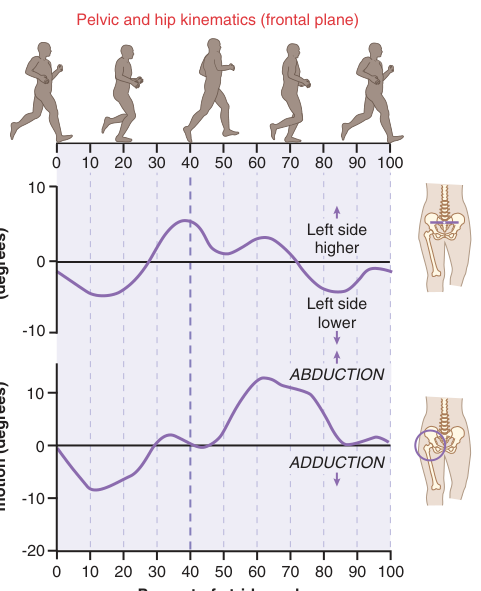 Pelvic and hip kinematics (frontal plane)
0 10 20 30 40 50 60 70 80 90 100
10
0
-10
(degrees)
Left side
higher
Left side
lower
ABDUCTION
ADDUCTION
10
0
-10
-20
motion (degrees)
0 10 20 30 40 50 60 70 80 90 100